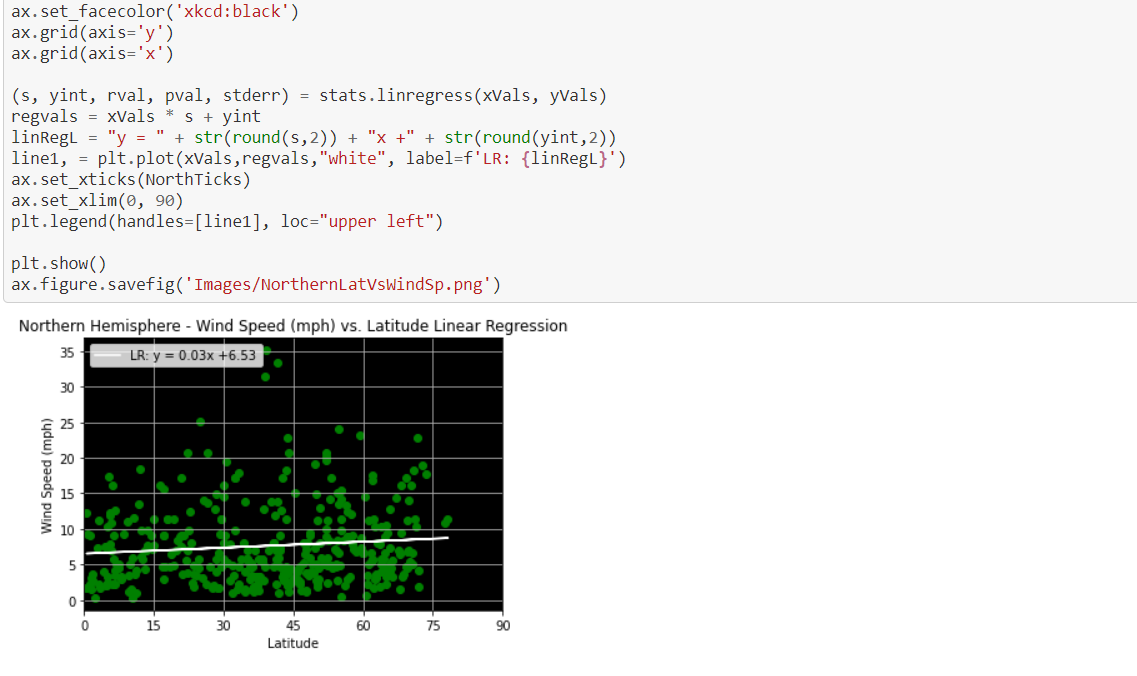 ax.set_facecolor('xkcd:black')
ax.grid(axis='y')
ax.grid(axis='x')
(s, yint, rval, pval, stderr) = stats.linregress(xVals, yVals)
regvals = xVals * s + yint
linRegL = "y = " + str(round(s,2)) + "x +" + str(round(yint,2))
line1, = plt.plot(xVals,regvals,"white", label=f'LR: {linRegL}')
ax.set_xticks(NorthTicks)
ax.set_xlim(0, 90)
plt.legend(handles=[line1], loc="upper left")
plt.show()
ax.figure.savefig('Images/NorthernLatVsWindSp.png')
Northern Hemisphere - Wind Speed (mph) vs. Latitude Linear Regression
LR: y = 0.03x +6.53
Wind Speed (mph)
35
30
25
20
15
10
5
0
0 15 30 45 60 75 90
Latitude